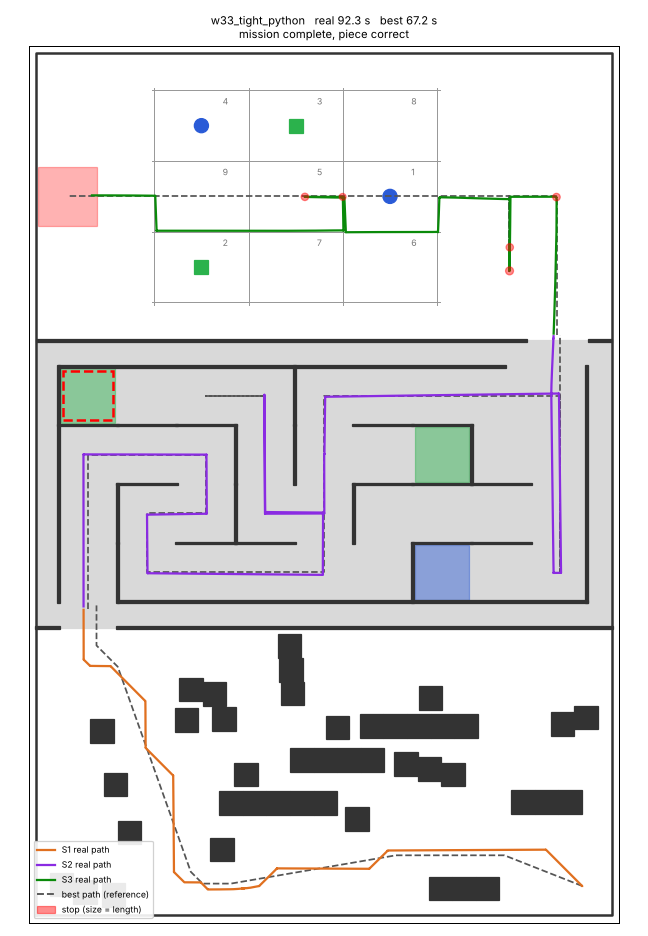 w33_tight_python real 92.3 s best 67.2 s
mission complete, piece correct
4
3
8
9
5
1
2
7
6
S1 real path
S2 real path
S3 real path
best path (reference)
stop (size = length)